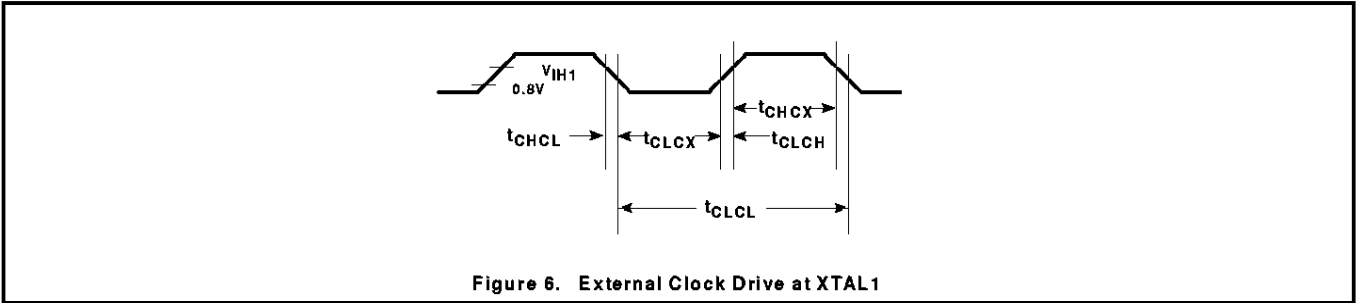 VIH1
0.8V
tCHCX
tCHCL tCLCX tCLCH
tCLCL
Figure 6. External Clock Drive at XTAL1